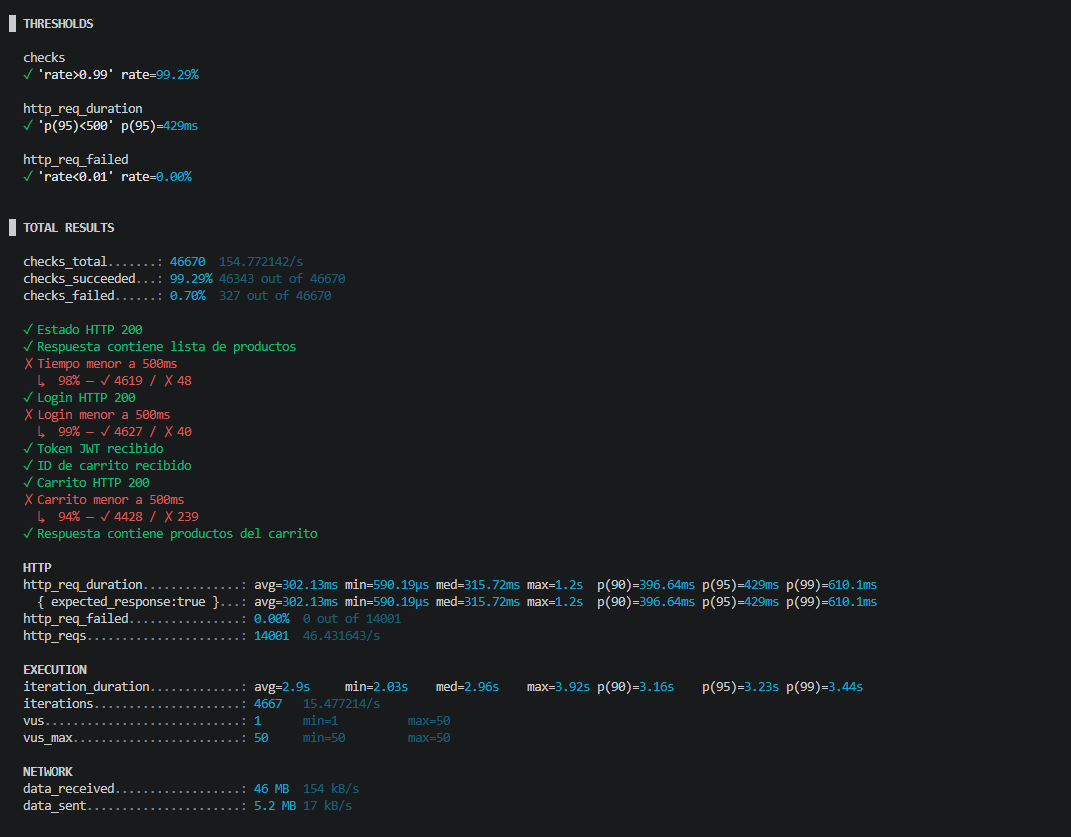 THRESHOLDS
checks
✓ 'rate>0.99' rate=99.29%
http_req_duration
✓ 'p(95)<500' p(95)=429ms
http_req_failed
✓ 'rate<0.01' rate=0.00%
TOTAL RESULTS
checks_total.......: 46670 154.772142/s
checks_succeeded...: 99.29% 46343 out of 46670
checks_failed......: 0.70% 327 out of 46670
✓ Estado HTTP 200
✓ Respuesta contiene lista de productos
✗ Tiempo menor a 500ms
↳ 98% — ✓ 4619 / ✗ 48
✓ Login HTTP 200
✗ Login menor a 500ms
↳ 99% — ✓ 4627 / ✗ 40
✓ Token JWT recibido
✓ ID de carrito recibido
✓ Carrito HTTP 200
✗ Carrito menor a 500ms
↳ 94% — ✓ 4428 / ✗ 239
✓ Respuesta contiene productos del carrito
HTTP
http_req_duration..............: avg=302.13ms min=590.19µs med=315.72ms max=1.2s p(90)=396.64ms p(95)=429ms p(99)=610.1ms
{ expected_response:true }...: avg=302.13ms min=590.19µs med=315.72ms max=1.2s p(90)=396.64ms p(95)=429ms p(99)=610.1ms
http_req_failed................: 0.00% 0 out of 14001
http_reqs......................: 14001 46.431643/s
EXECUTION
iteration_duration.............: avg=2.9s min=2.03s med=2.96s max=3.92s p(90)=3.16s p(95)=3.23s p(99)=3.44s
iterations.....................: 4667 15.477214/s
vus............................: 1 min=1 max=50
vus_max........................: 50 min=50 max=50
NETWORK
data_received..................: 46 MB 154 kB/s
data_sent......................: 5.2 MB 17 kB/s